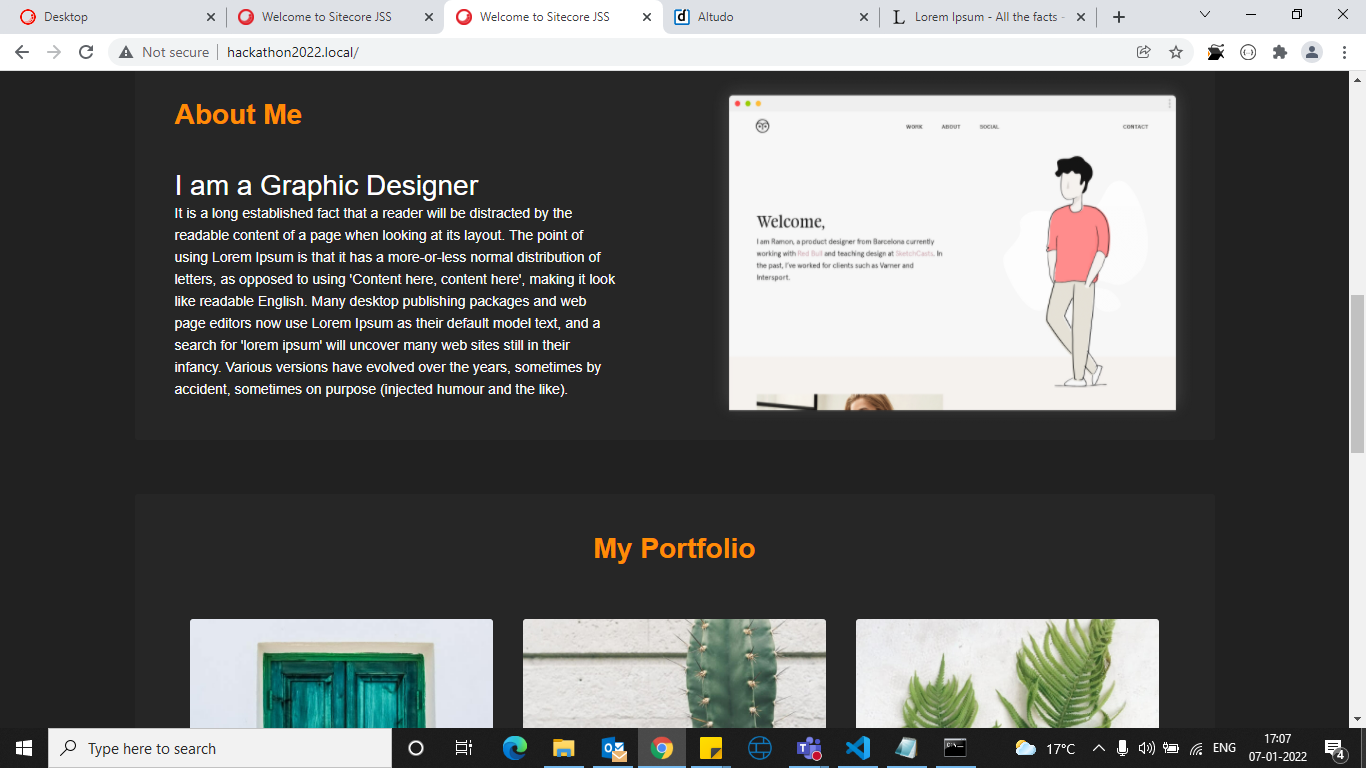 Desktop
Welcome to Sitecore JSS
Welcome to Sitecore JSS
Altudo
Lorem Ipsum - All the facts -
Not secure
hackathon2022.local/
About Me
I am a Graphic Designer
It is a long established fact that a reader will be distracted by the
readable content of a page when looking at its layout. The point of
using Lorem Ipsum is that it has a more-or-less normal distribution of
letters, as opposed to using 'Content here, content here', making it look
like readable English. Many desktop publishing packages and web
page editors now use Lorem Ipsum as their default model text, and a
search for 'lorem ipsum' will uncover many web sites still in their
infancy. Various versions have evolved over the years, sometimes by
accident, sometimes on purpose (injected humour and the like).
WORK ABOUT SOCIAL CONTACT
Welcome,
I am Ramon, a product designer from Barcelona currently
working with Red Bull and teaching design at SketchCasts. In
the past, I've worked for clients such as Varner and
Intersport.
My Portfolio
Type here to search
17°C
ENG
17:07
07-01-2022
4